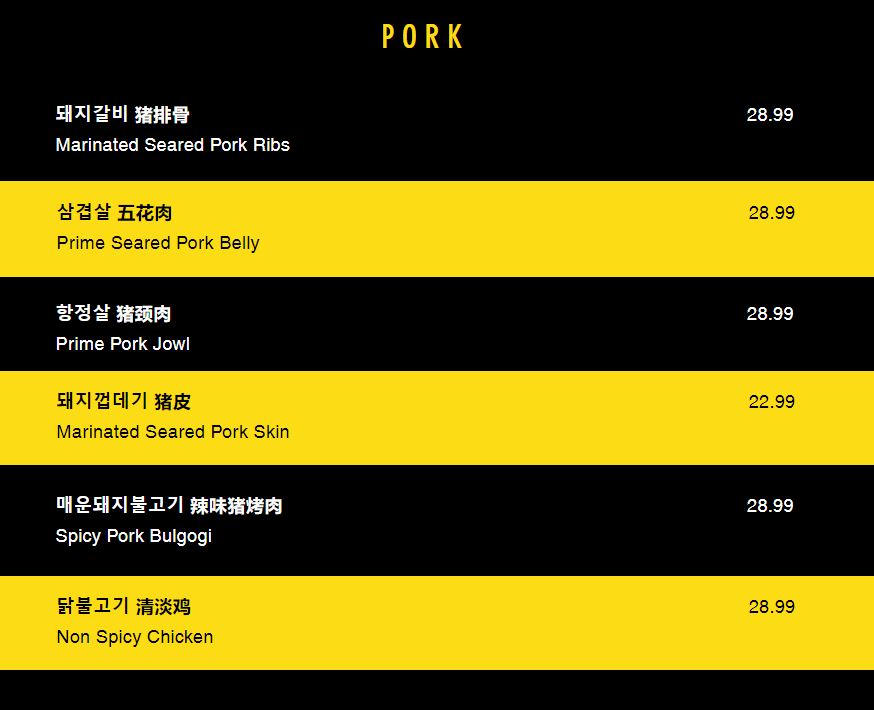 PORK
돼지갈비 猪排骨 28.99
Marinated Seared Pork Ribs
삼겹살 五花肉 28.99
Prime Seared Pork Belly
항정살 猪颈肉 28.99
Prime Pork Jowl
돼지껍데기 猪皮 22.99
Marinated Seared Pork Skin
매운돼지불고기 辣味猪烤肉 28.99
Spicy Pork Bulgogi
닭불고기 清淡鸡 28.99
Non Spicy Chicken